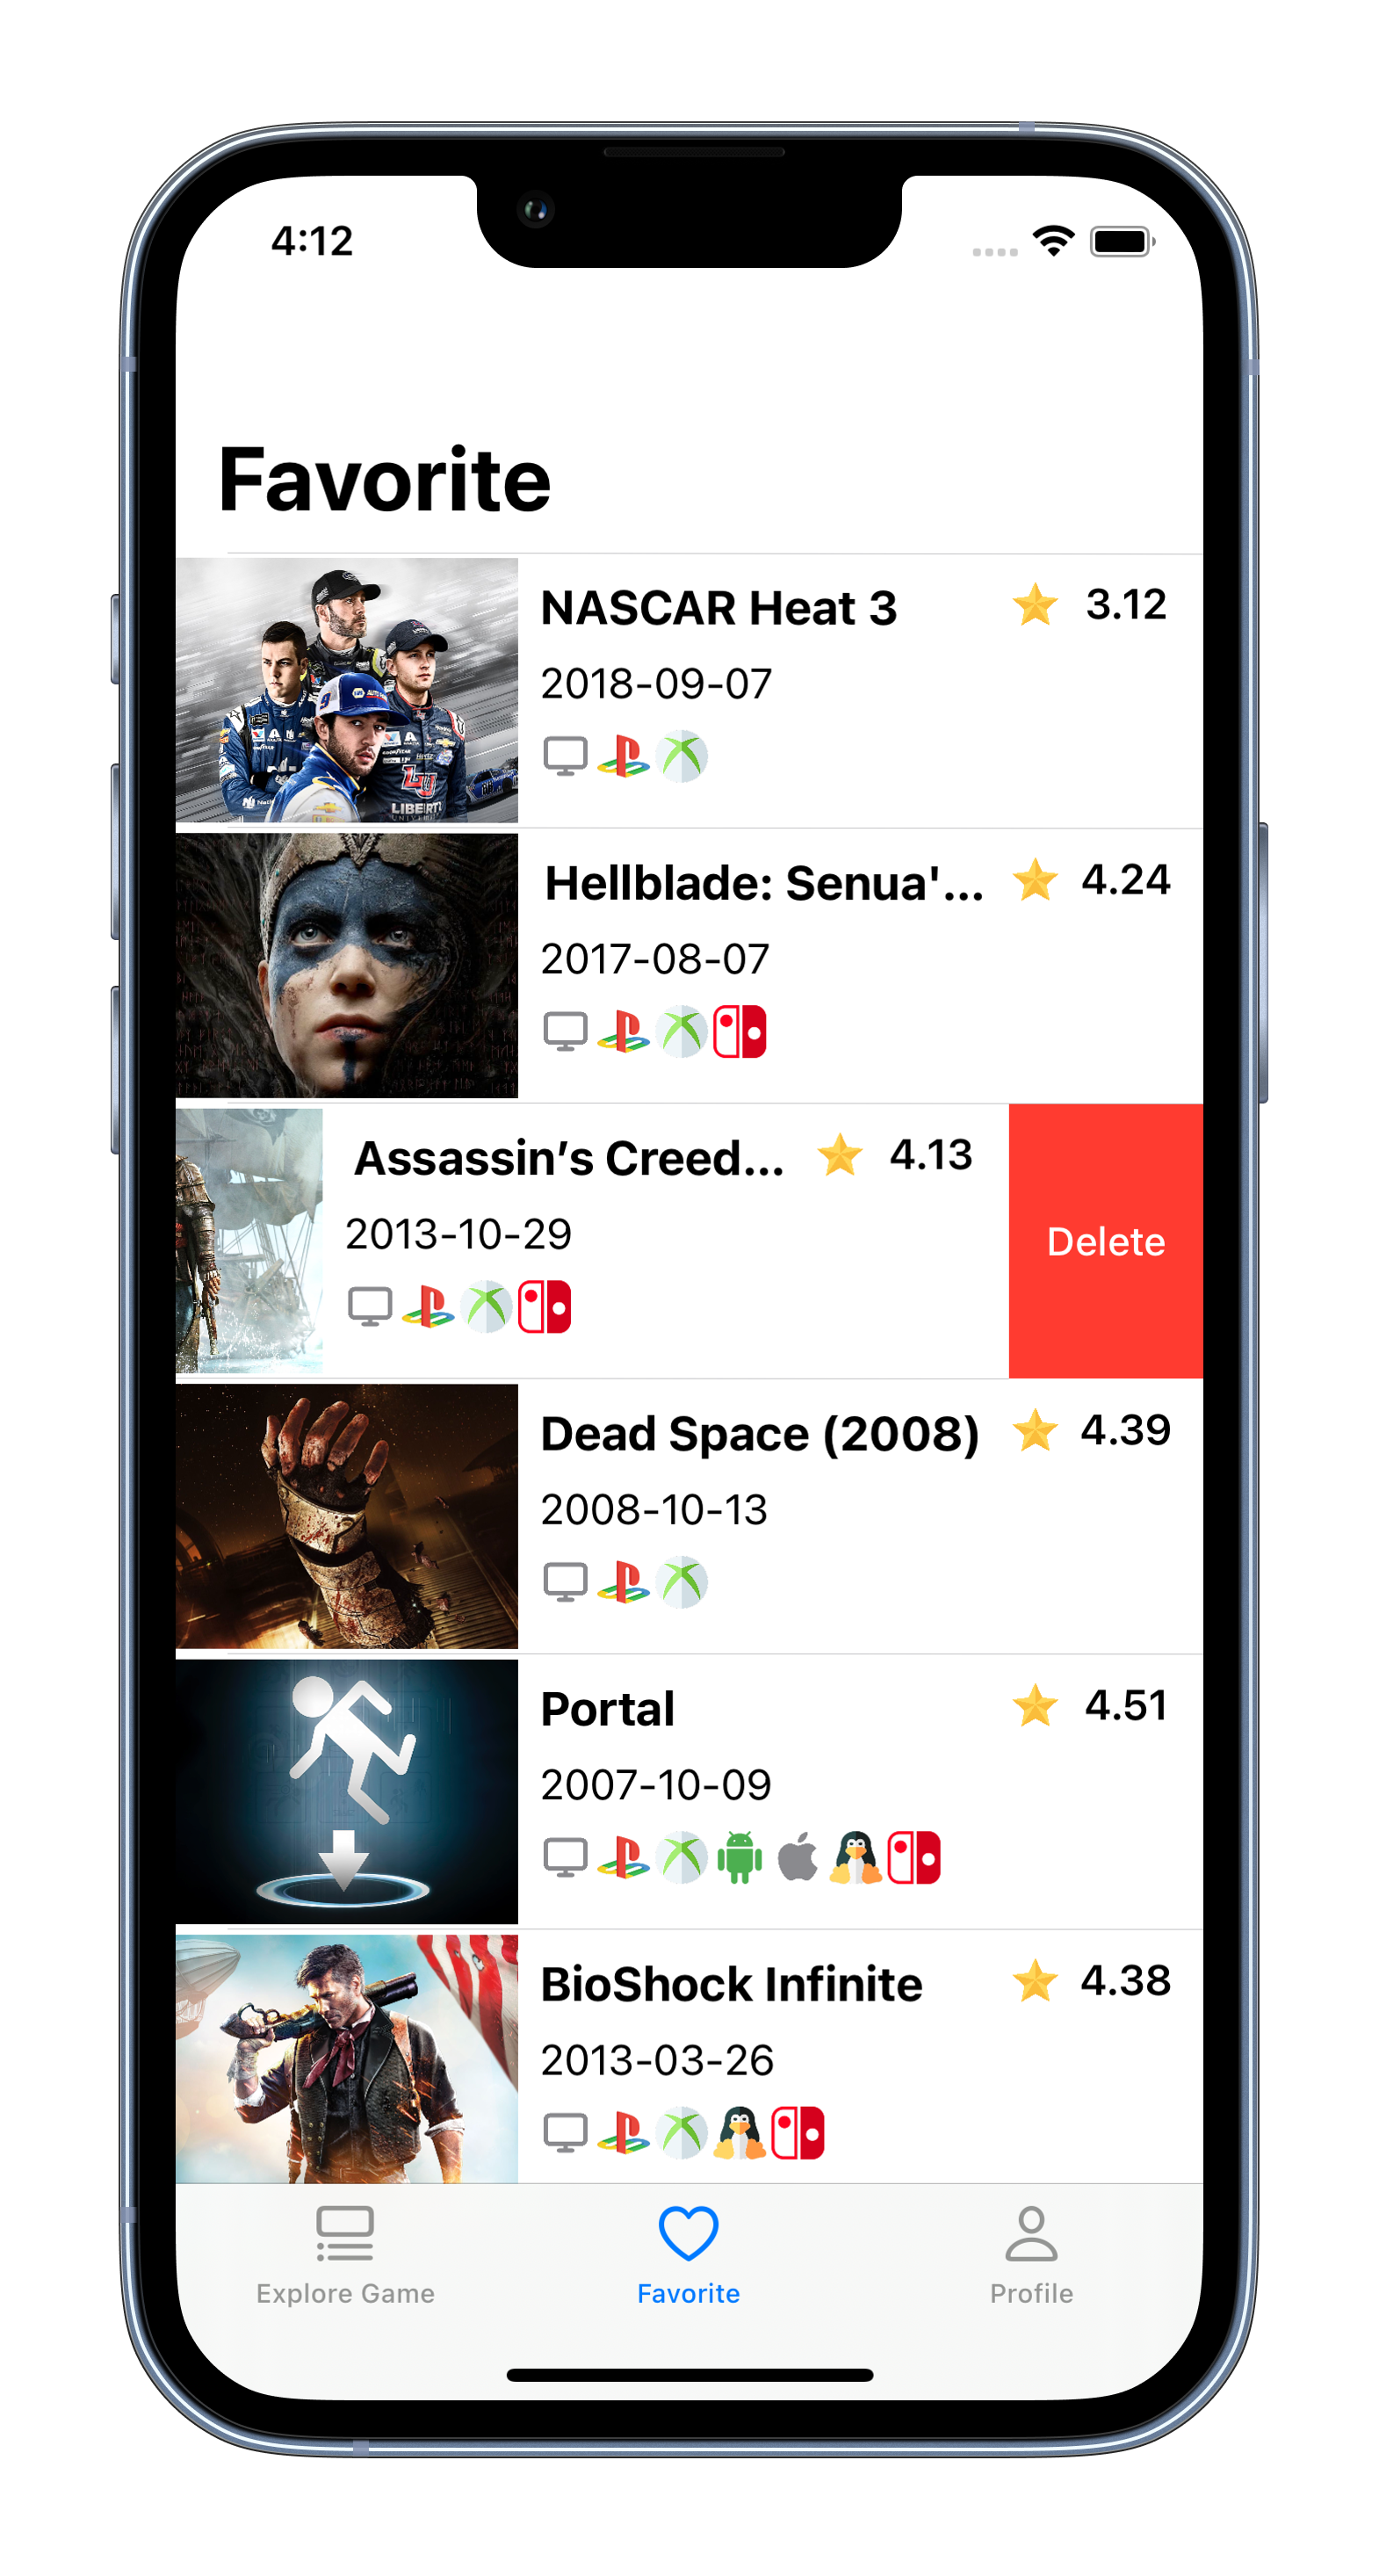 4:12
Favorite
NASCAR Heat 3 3.12
2018-09-07
LIBERTY
Hellblade: Senua'... 4.24
2017-08-07
Assassin’s Creed... 4.13
2013-10-29
Delete
Dead Space (2008) 4.39
2008-10-13
Portal 4.51
2007-10-09
BioShock Infinite 4.38
2013-03-26
Explore Game Favorite Profile